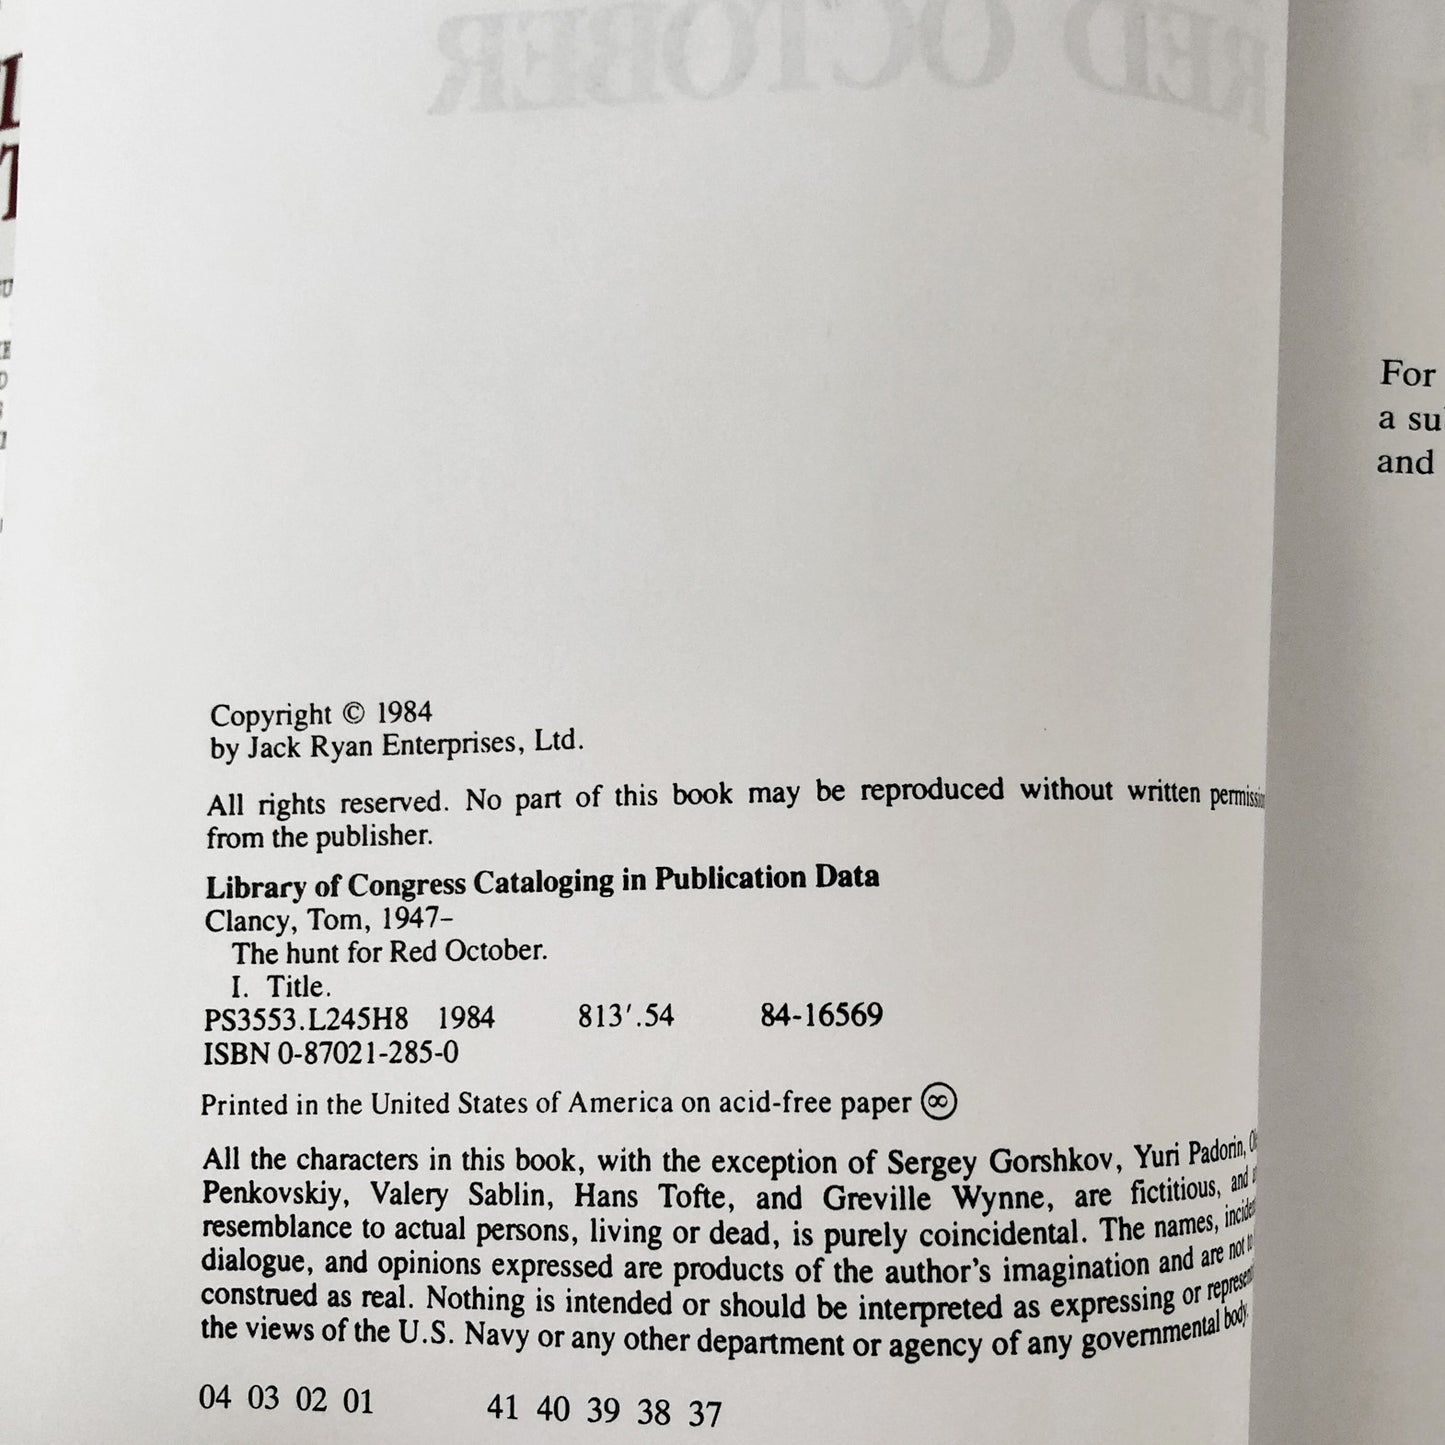 RED OCTOBER
Copyright © 1984
by Jack Ryan Enterprises, Ltd.
All rights reserved. No part of this book may be reproduced without written
from the publisher.
Library of Congress Cataloging in Publication Data
Clancy, Tom, 1947–
The hunt for Red October.
I. Title.
PS3553.L245H8 1984 813'.54 84-16569
ISBN 0-87021-285-0
Printed in the United States of America on acid-free paper ♾
All the characters in this book, with the exception of Sergey Gorshkov, Yuri Padorin,
Penkovskiy, Valery Sablin, Hans Tofte, and Greville Wynne, are fictitious, and
resemblance to actual persons, living or dead, is purely coincidental. The names,
dialogue, and opinions expressed are products of the author's imagination and are not to
construed as real. Nothing is intended or should be interpreted as expressing or
the views of the U.S. Navy or any other department or agency of any governmental body.
04 03 02 01 41 40 39 38 37
For
a
and